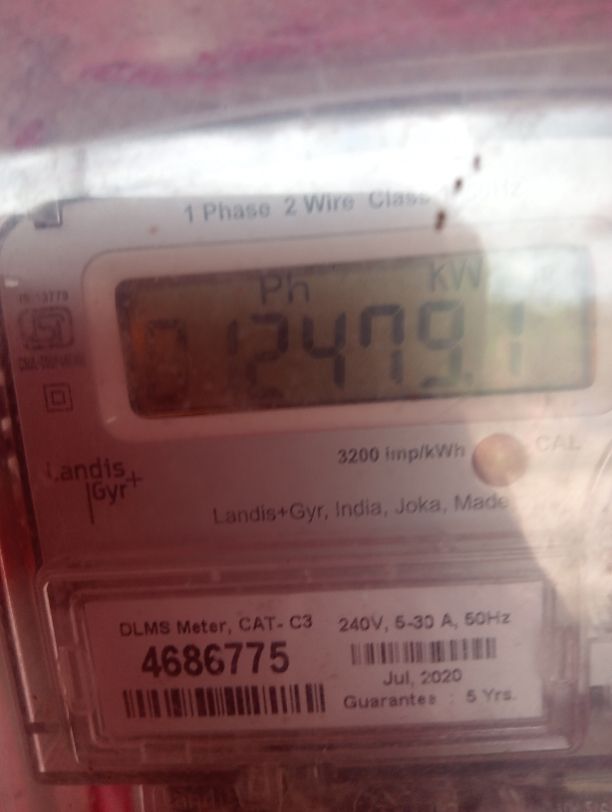 1 Phase 2 Wire Class
Ph KW
012479.1
3200 imp/kWh CAL
Landis
Gyr+
Landis+Gyr, India, Joka, Made
DLMS Meter, CAT- C3 240V, 5-30 A, 50Hz
4686775
Jul, 2020
Guarantee : 5 Yrs.